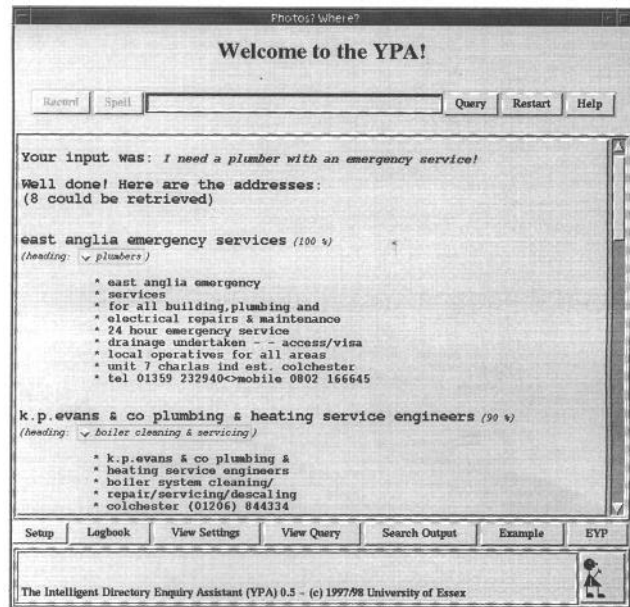 Photos? Where?
Welcome to the YPA!
Record Spell Query Restart Help
Your input was: I need a plumber with an emergency service!
Well done! Here are the addresses:
(8 could be retrieved)
east anglia emergency services (100 %)
(heading: plumbers )
* east anglia emergency
* services
* for all building,plumbing and
* electrical repairs & maintenance
* 24 hour emergency service
* drainage undertaken - - access/visa
* local operatives for all areas
* unit 7 charlas ind est. colchester
* tel 01359 232940<>mobile 0802 166645
k.p.evans & co plumbing & heating service engineers (90 %)
(heading: boiler cleaning & servicing )
* k.p.evans & co plumbing &
* heating service engineers
* boiler system cleaning/
* repair/servicing/descaling
* colchester (01206) 844334
Setup Logbook View Settings View Query Search Output Example EYP
The Intelligent Directory Enquiry Assistant (YPA) 0.5 - (c) 1997/98 University of Essex